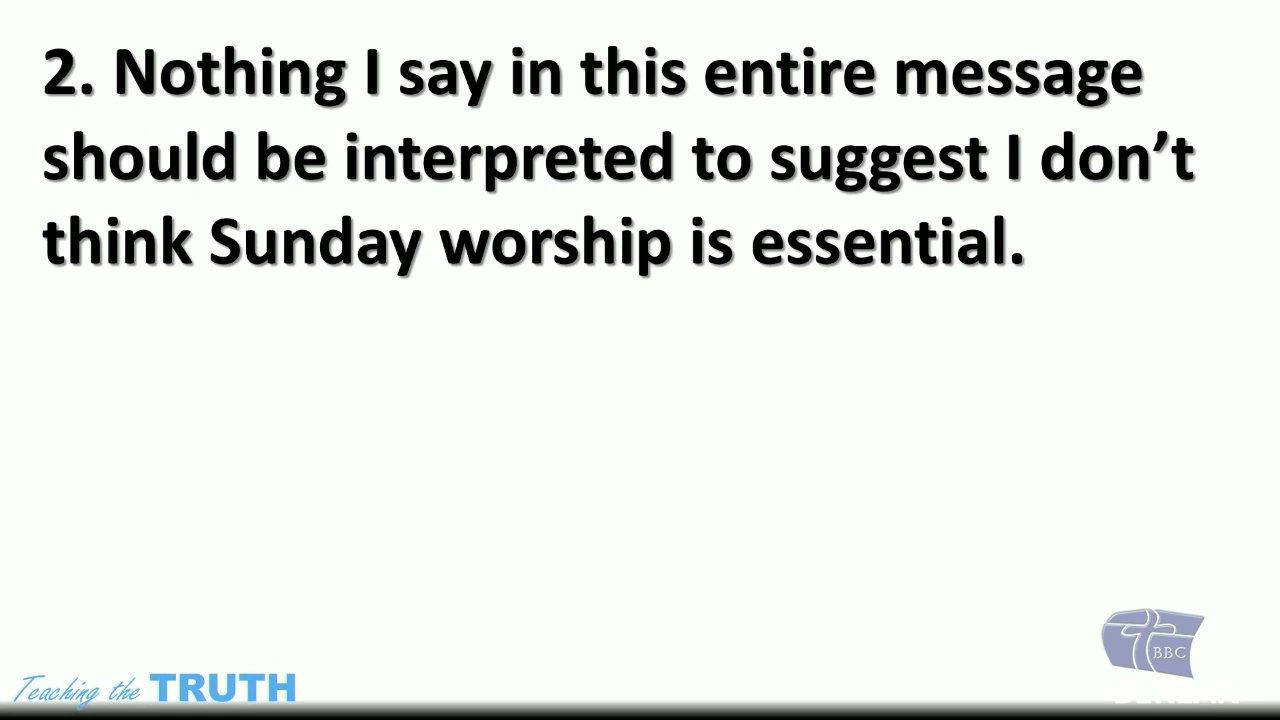 2. Nothing I say in this entire message
should be interpreted to suggest I don’t
think Sunday worship is essential.
BBC
Teaching the TRUTH